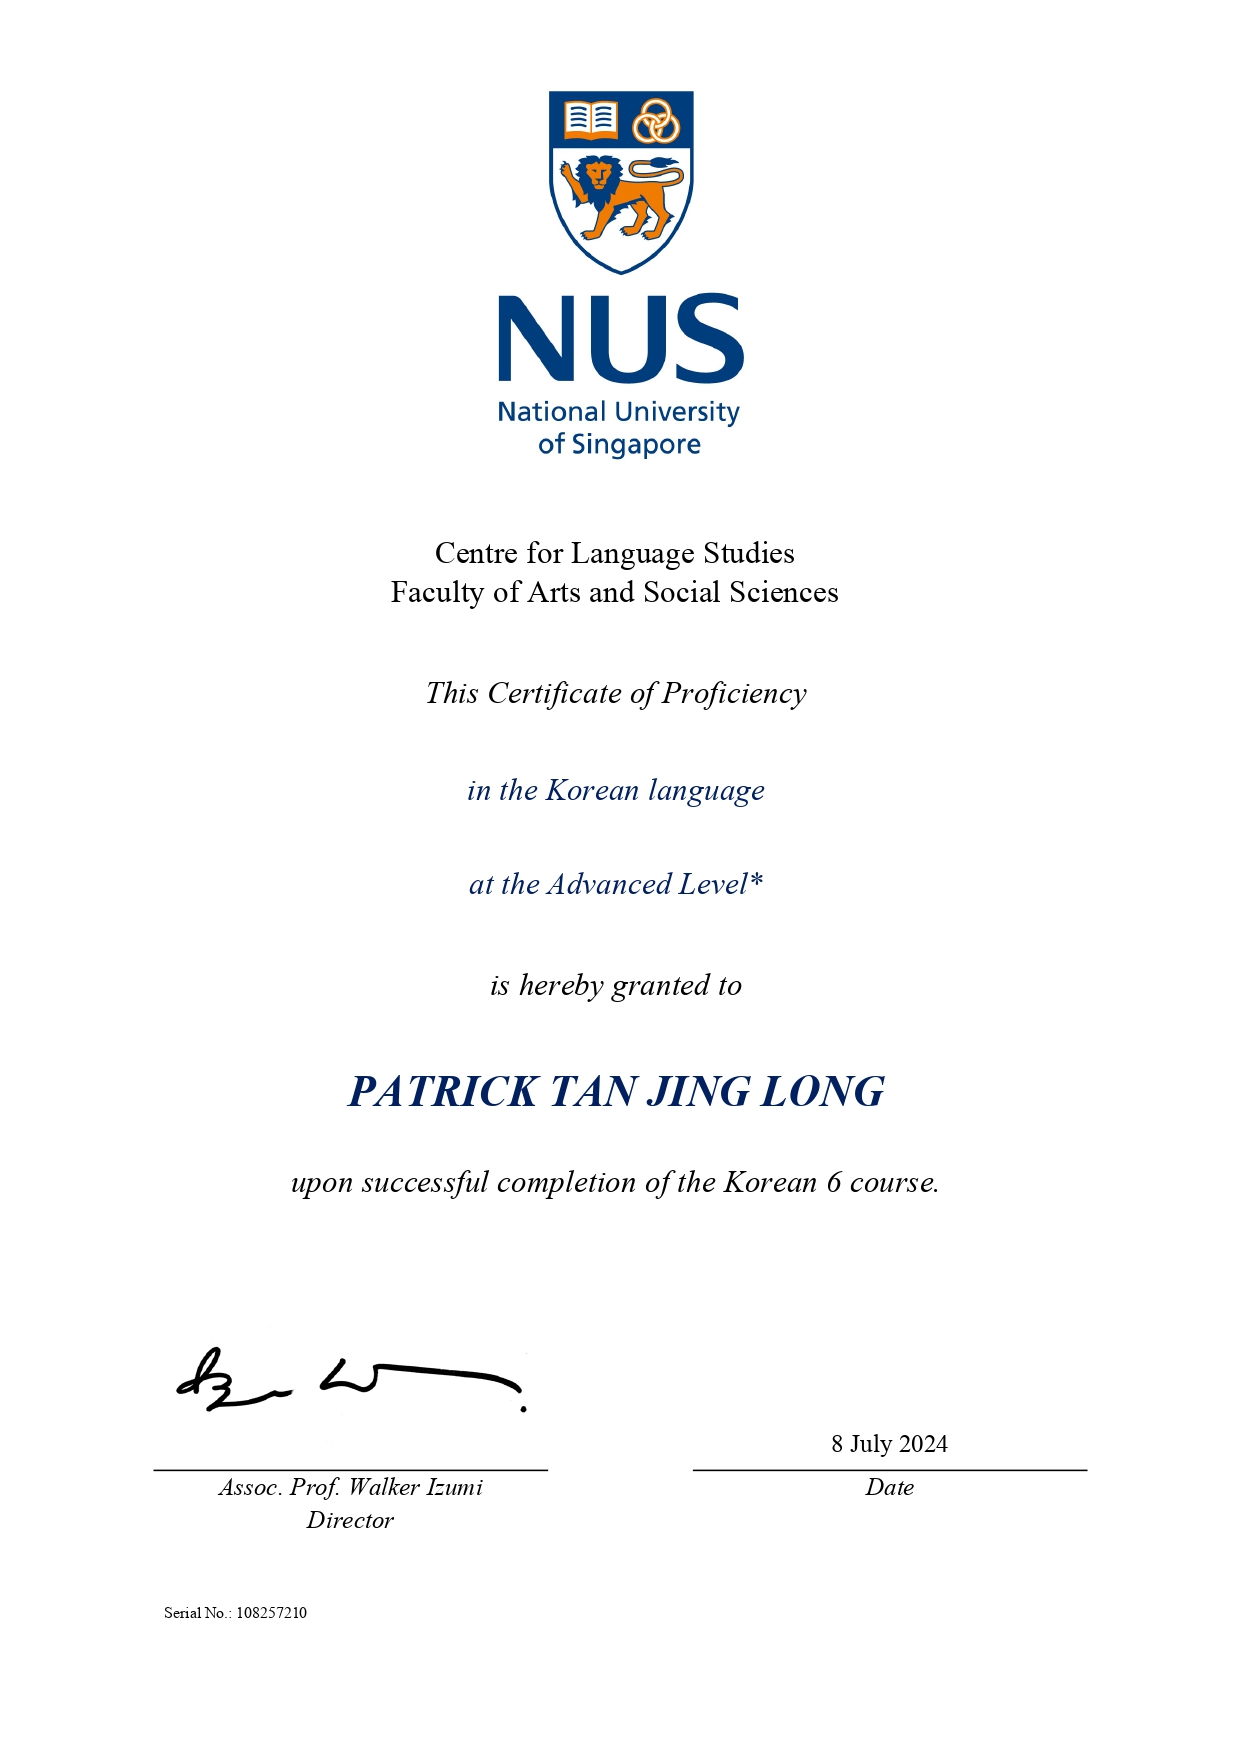 NUS
National University
of Singapore
Centre for Language Studies
Faculty of Arts and Social Sciences
This Certificate of Proficiency
in the Korean language
at the Advanced Level*
is hereby granted to
PATRICK TAN JING LONG
upon successful completion of the Korean 6 course.
8 July 2024
Assoc. Prof. Walker Izumi
Date
Director
Serial No.: 108257210